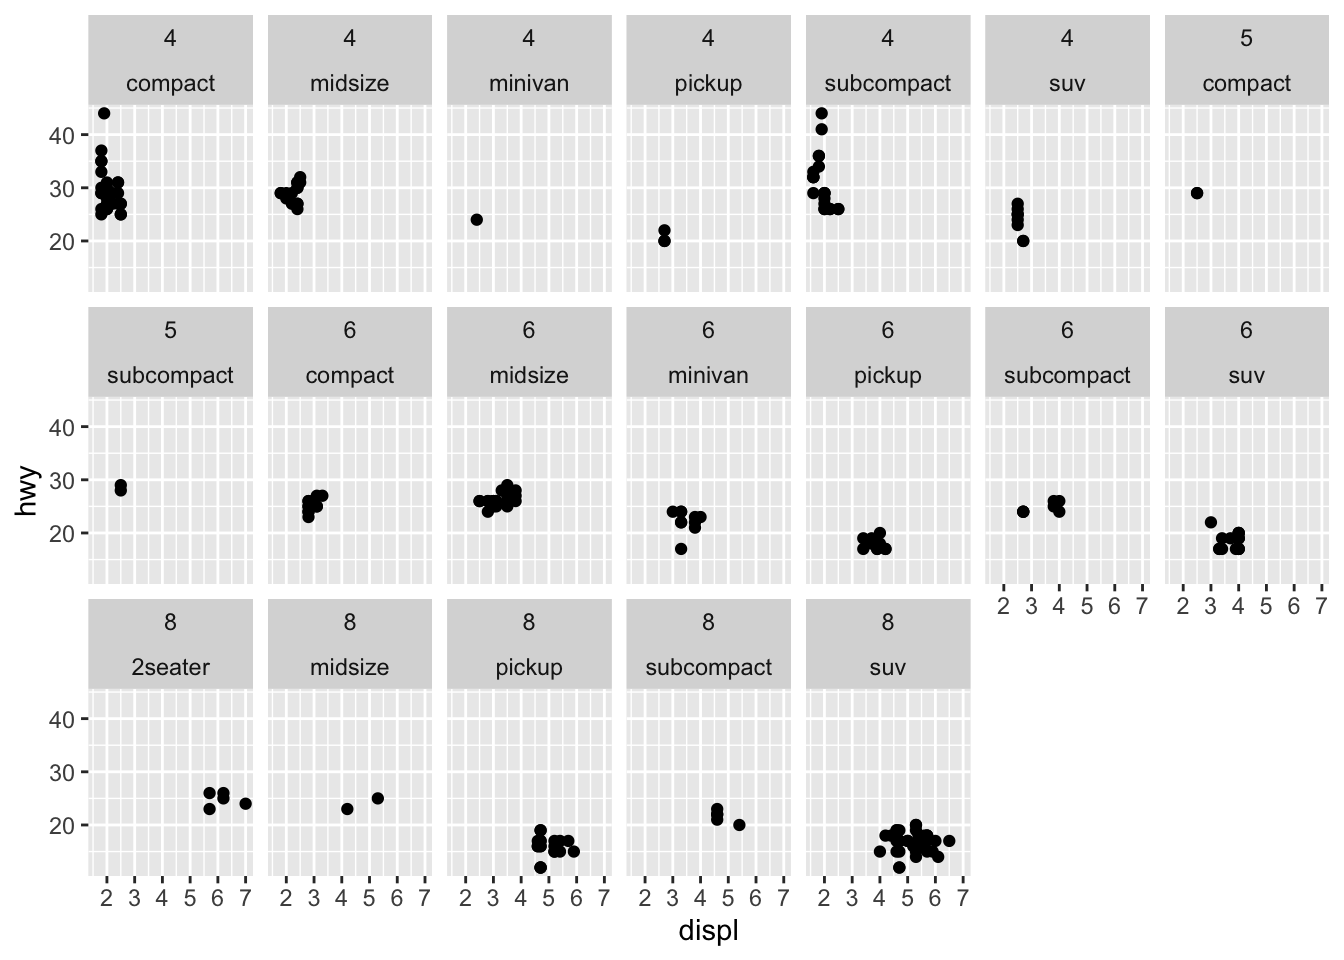 4 4 4 4 4 4 5
compact midsize minivan pickup subcompact suv compact
40
30
20
5 6 6 6 6 6 6
subcompact compact midsize minivan pickup subcompact suv
40
30
20
2 3 4 5 6 7 2 3 4 5 6 7
8 8 8 8 8
2seater midsize pickup subcompact suv
40
30
20
2 3 4 5 6 7 2 3 4 5 6 7 2 3 4 5 6 7 2 3 4 5 6 7 2 3 4 5 6 7
displ
hwy